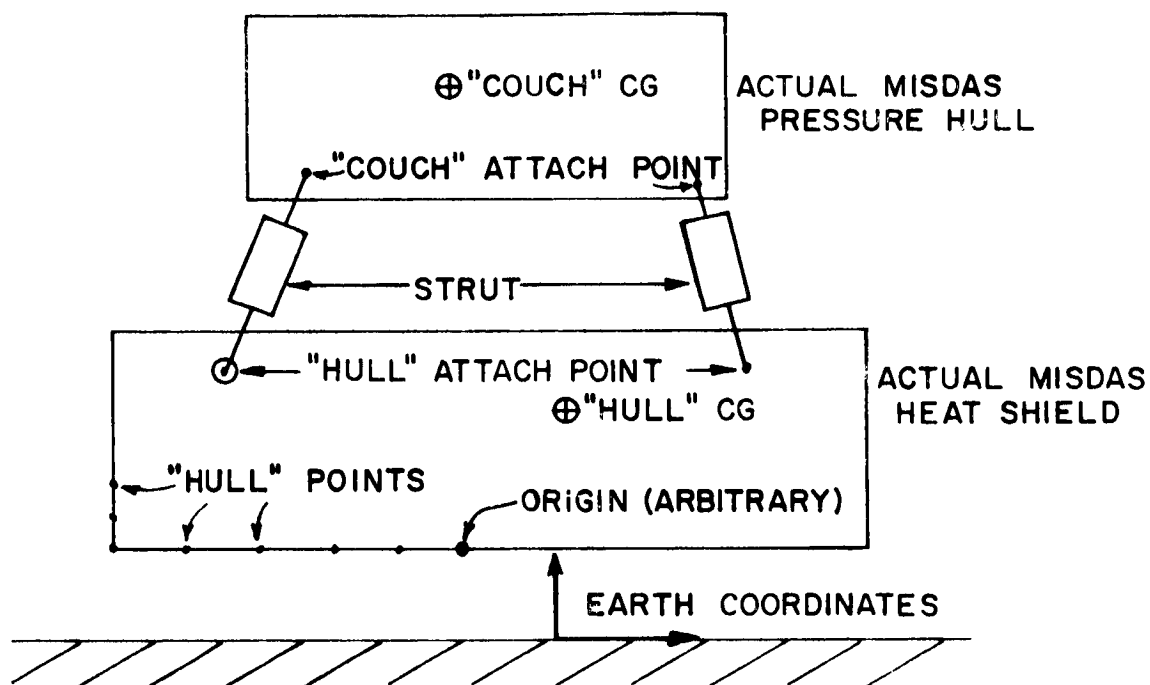 "COUCH" CG
ACTUAL MISDAS
PRESSURE HULL
"COUCH" ATTACH POINT
STRUT
"HULL" ATTACH POINT
ACTUAL MISDAS
HEAT SHIELD
"HULL" CG
"HULL" POINTS
ORIGIN (ARBITRARY)
EARTH COORDINATES